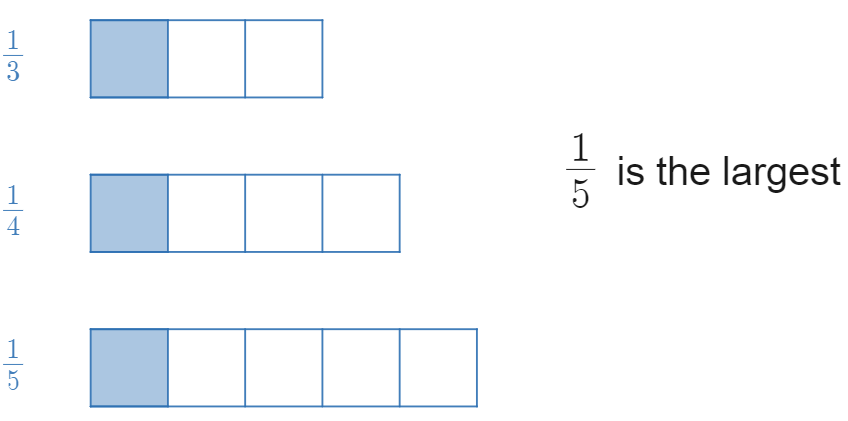 1/3
1/5 is the largest
1/4
1/5